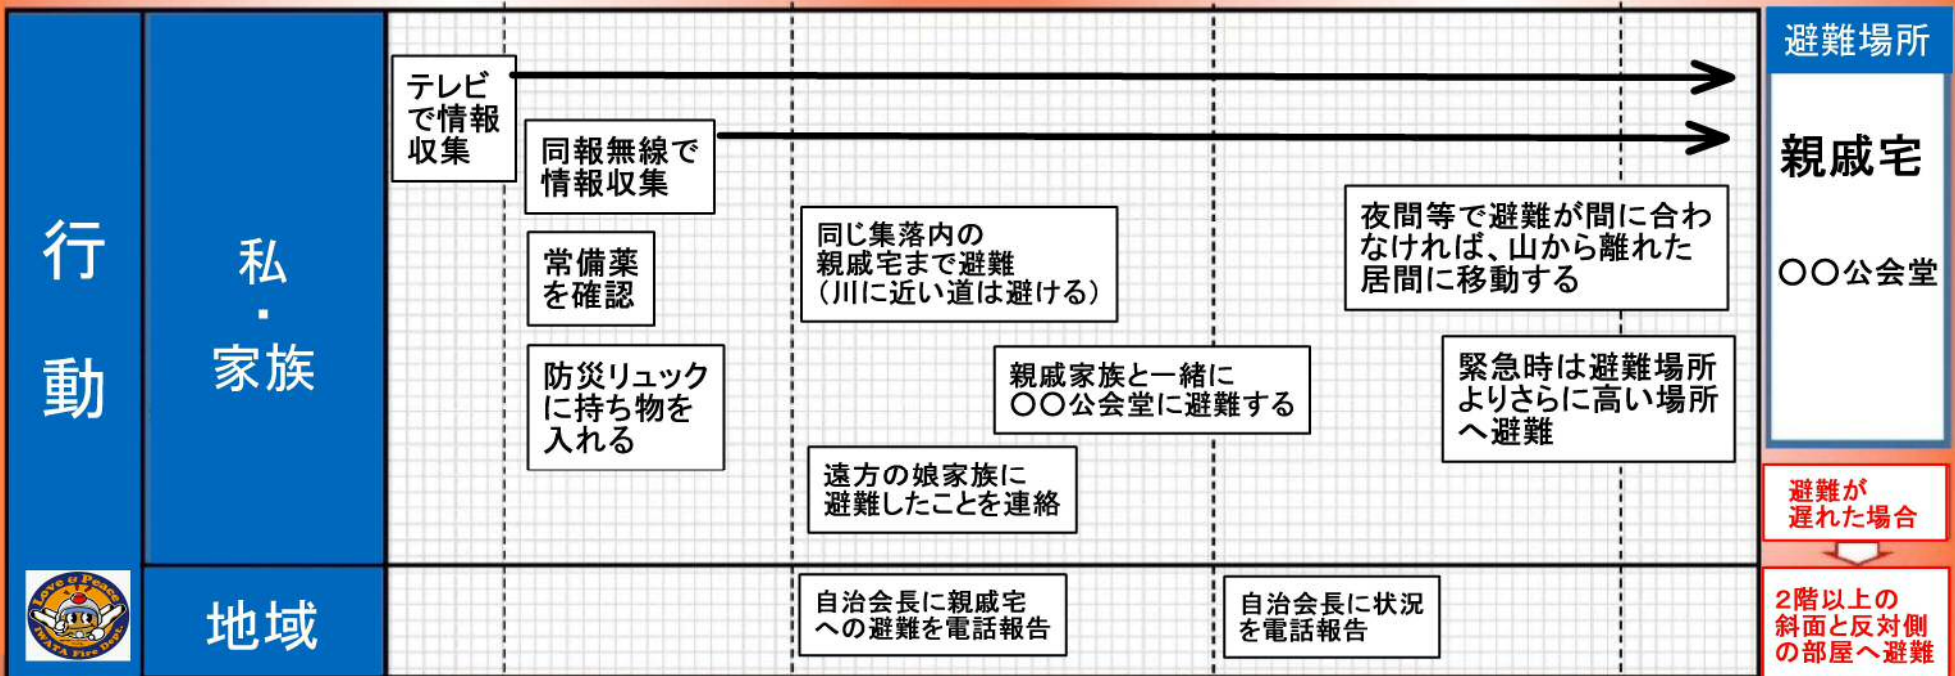 行動
私・家族
テレビ
で情報
収集
同報無線で
情報収集
常備薬
を確認
防災リュック
に持ち物を
入れる
同じ集落内の
親戚宅まで避難
（川に近い道は避ける）
親戚家族と一緒に
〇〇公会堂に避難する
遠方の娘家族に
避難したことを連絡
夜間等で避難が間に合わ
なければ、山から離れた
居間に移動する
緊急時は避難場所
よりさらに高い場所
へ避難
地域
自治会長に親戚宅
への避難を電話報告
自治会長に状況
を電話報告
避難場所
親戚宅
〇〇公会堂
避難が
遅れた場合
2階以上の
斜面と反対側
の部屋へ避難
Love & Peace
IWATA Fire Dept.